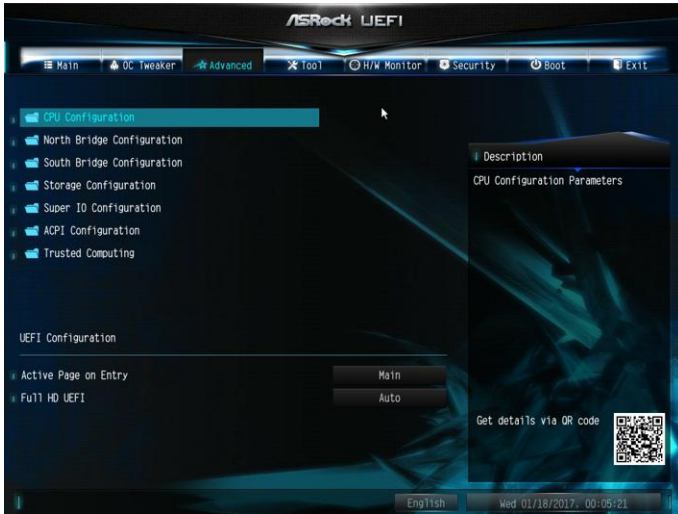 ASRock UEFI
Main OC Tweaker Advanced Tool H/W Monitor Security Boot Exit
CPU Configuration
North Bridge Configuration
South Bridge Configuration
Storage Configuration
Super IO Configuration
ACPI Configuration
Trusted Computing
Description
CPU Configuration Parameters
UEFI Configuration
Active Page on Entry Main
Full HD UEFI Auto
Get details via QR code
English Wed 01/18/2017. 00:05:21